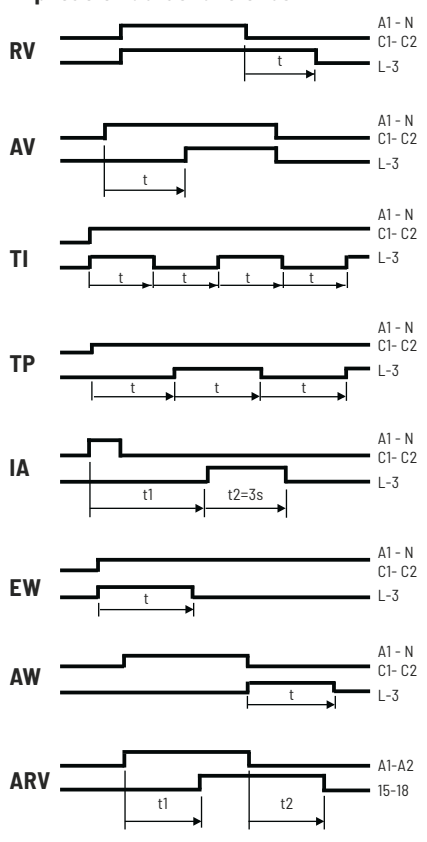 RV
A1 - N
C1- C2
L-3
t
AV
A1 - N
C1- C2
L-3
t
TI
A1 - N
C1- C2
L-3
t t t t
TP
A1 - N
C1- C2
L-3
t t t
IA
A1 - N
C1- C2
L-3
t1 t2=3s
EW
A1 - N
C1- C2
L-3
t
AW
A1 - N
C1- C2
L-3
t
ARV
A1-A2
15-18
t1 t2